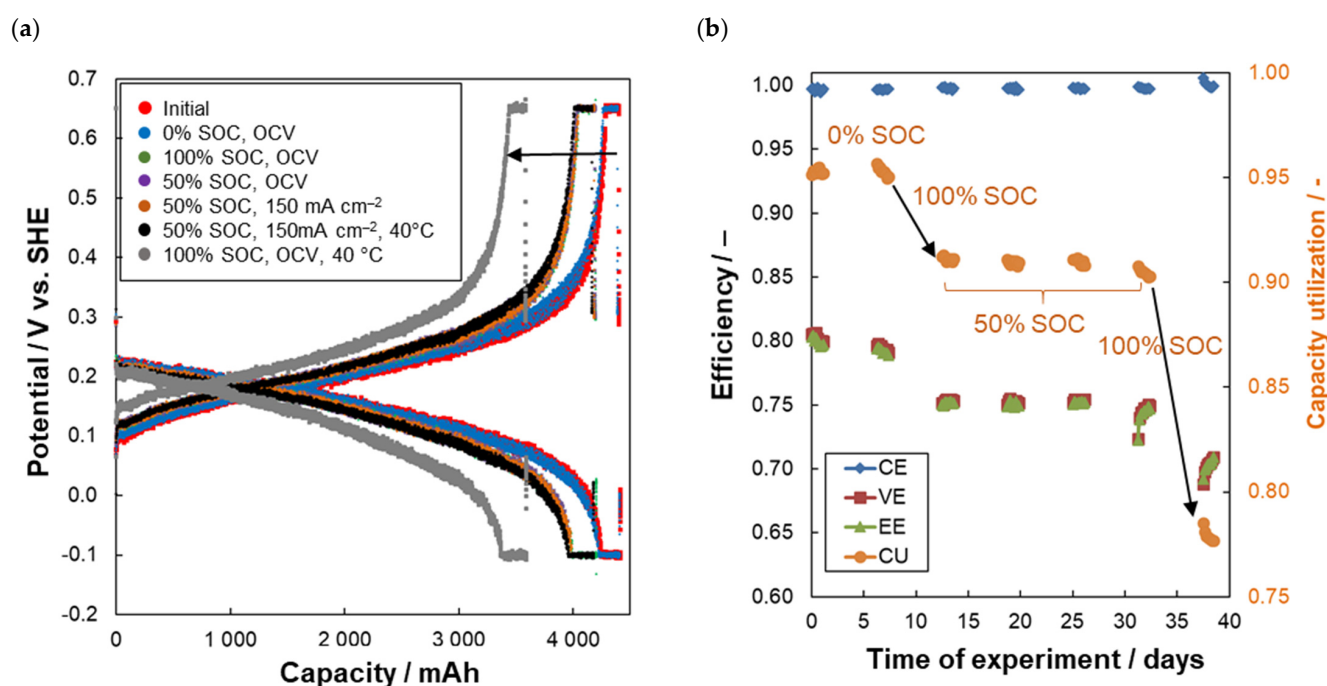 (a)
Potential / V vs. SHE
0.7
0.6
0.5
0.4
0.3
0.2
0.1
0.0
-0.1
-0.2
Initial
0% SOC, OCV
100% SOC, OCV
50% SOC, OCV
50% SOC, 150 mA cm–2
50% SOC, 150mA cm–2, 40°C
100% SOC, OCV, 40 °C
0
1 000
2 000
3 000
4 000
Capacity / mAh
(b)
Efficiency / –
1.00
0.95
0.90
0.85
0.80
0.75
0.70
0.65
0.60
0% SOC
100% SOC
50% SOC
100% SOC
CE
VE
EE
CU
0
5
10
15
20
25
30
35
40
Time of experiment / days
1.00
0.95
0.90
0.85
0.80
0.75
Capacity utilization / -